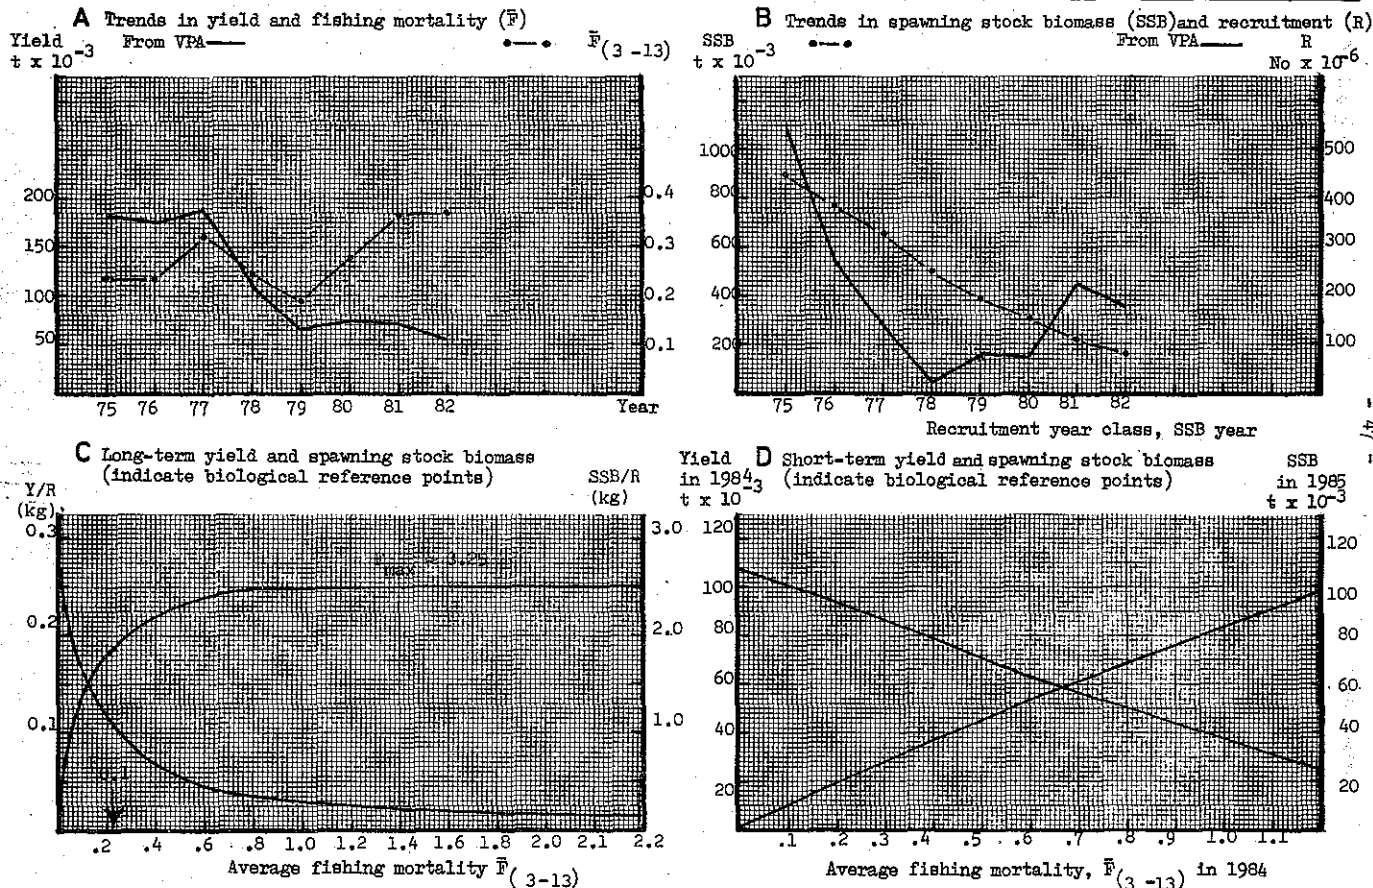 A Trends in yield and fishing mortality (F̄)
Yield
t x 10⁻³
From VPA
F̄(3 -13)
200
150
100
50
0.4
0.3
0.2
0.1
75 76 77 78 79 80 81 82 Year
B Trends in spawning stock biomass (SSB)and recruitment (R)
SSB
t x 10⁻³
From VPA
R
No x 10⁻⁶
1000
800
600
400
200
500
400
300
200
100
75 76 77 78 79 80 81 82
Recruitment year class, SSB year
C Long-term yield and spawning stock biomass
(indicate biological reference points)
Y/R
(kg)
SSB/R
(kg)
0.3
0.2
0.1
3.0
2.0
1.0
max 3.25
.2 .4 .6 .8 1.0 1.2 1.4 1.6 1.8 2.0 2.1 2.2
Average fishing mortality F̄(3-13)
D Short-term yield and spawning stock biomass
(indicate biological reference points)
Yield
in 1984
t x 10⁻³
SSB
in 1985
t x 10⁻³
120
100
80
60
40
20
120
100
80
60
40
20
.1 .2 .3 .4 .5 .6 .7 .8 .9 1.0 1.1
Average fishing mortality, F̄(3 -13) in 1984